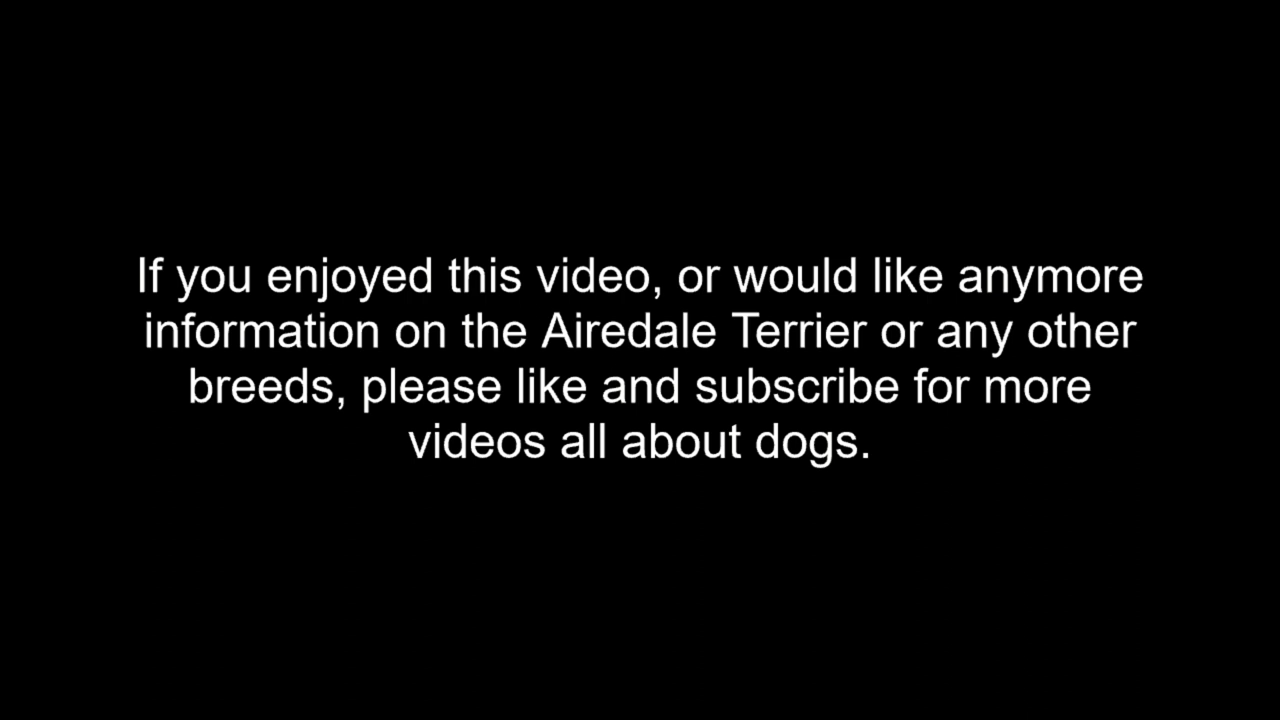 If you enjoyed this video, or would like anymore
information on the Airedale Terrier or any other
breeds, please like and subscribe for more
videos all about dogs.